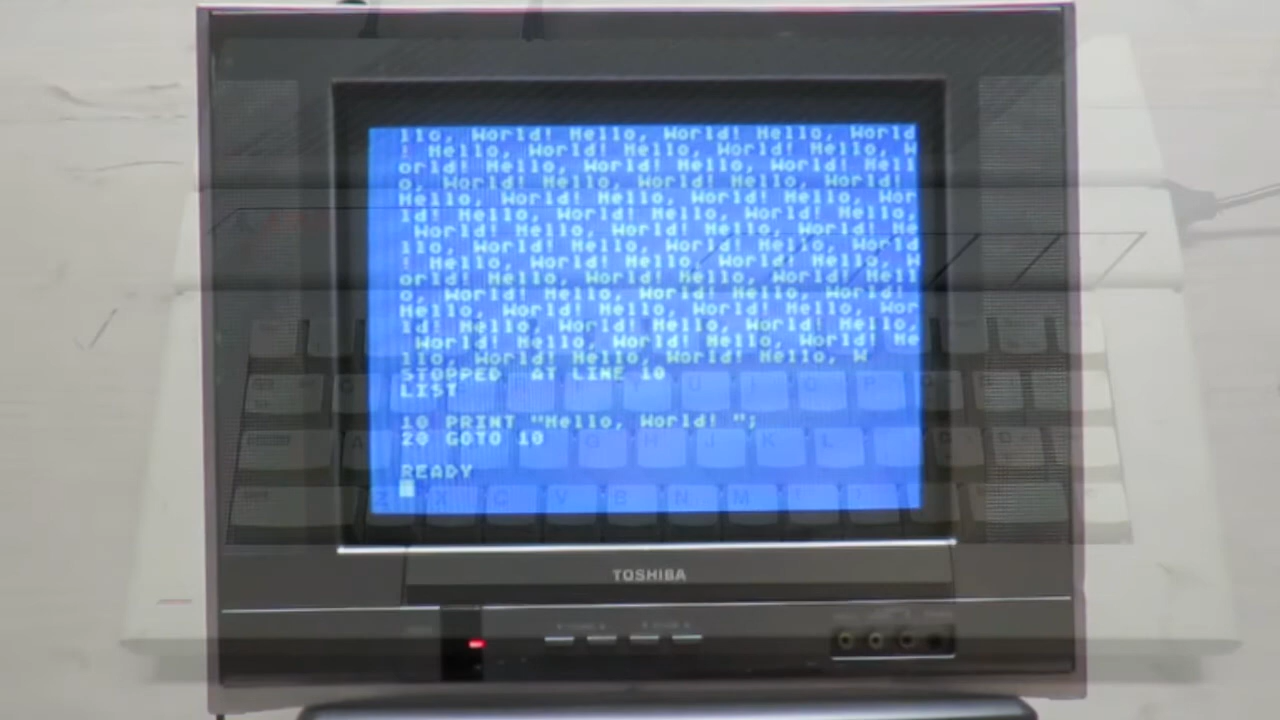 llo, World! Hello, World! Hello, World
! Hello, World! Hello, World! Hello, W
orld! Hello, World! Hello, World! Hell
o, World! Hello, World! Hello, World!
Hello, World! Hello, World! Hello, Wor
ld! Hello, World! Hello, World! Hello,
World! Hello, World! Hello, World! He
llo, World! Hello, World! Hello, World
! Hello, World! Hello, World! Hello, W
orld! Hello, World! Hello, World! Hell
o, World! Hello, World! Hello, World!
Hello, World! Hello, World! Hello, Wor
ld! Hello, World! Hello, World! Hello,
World! Hello, World! Hello, World! He
llo, World! Hello, World! Hello, W
STOPPED  AT LINE 10
LIST
10 PRINT "Hello, World! ";
20 GOTO 10
READY
U I O P
G H J K L
Z X C V B N M
TOSHIBA